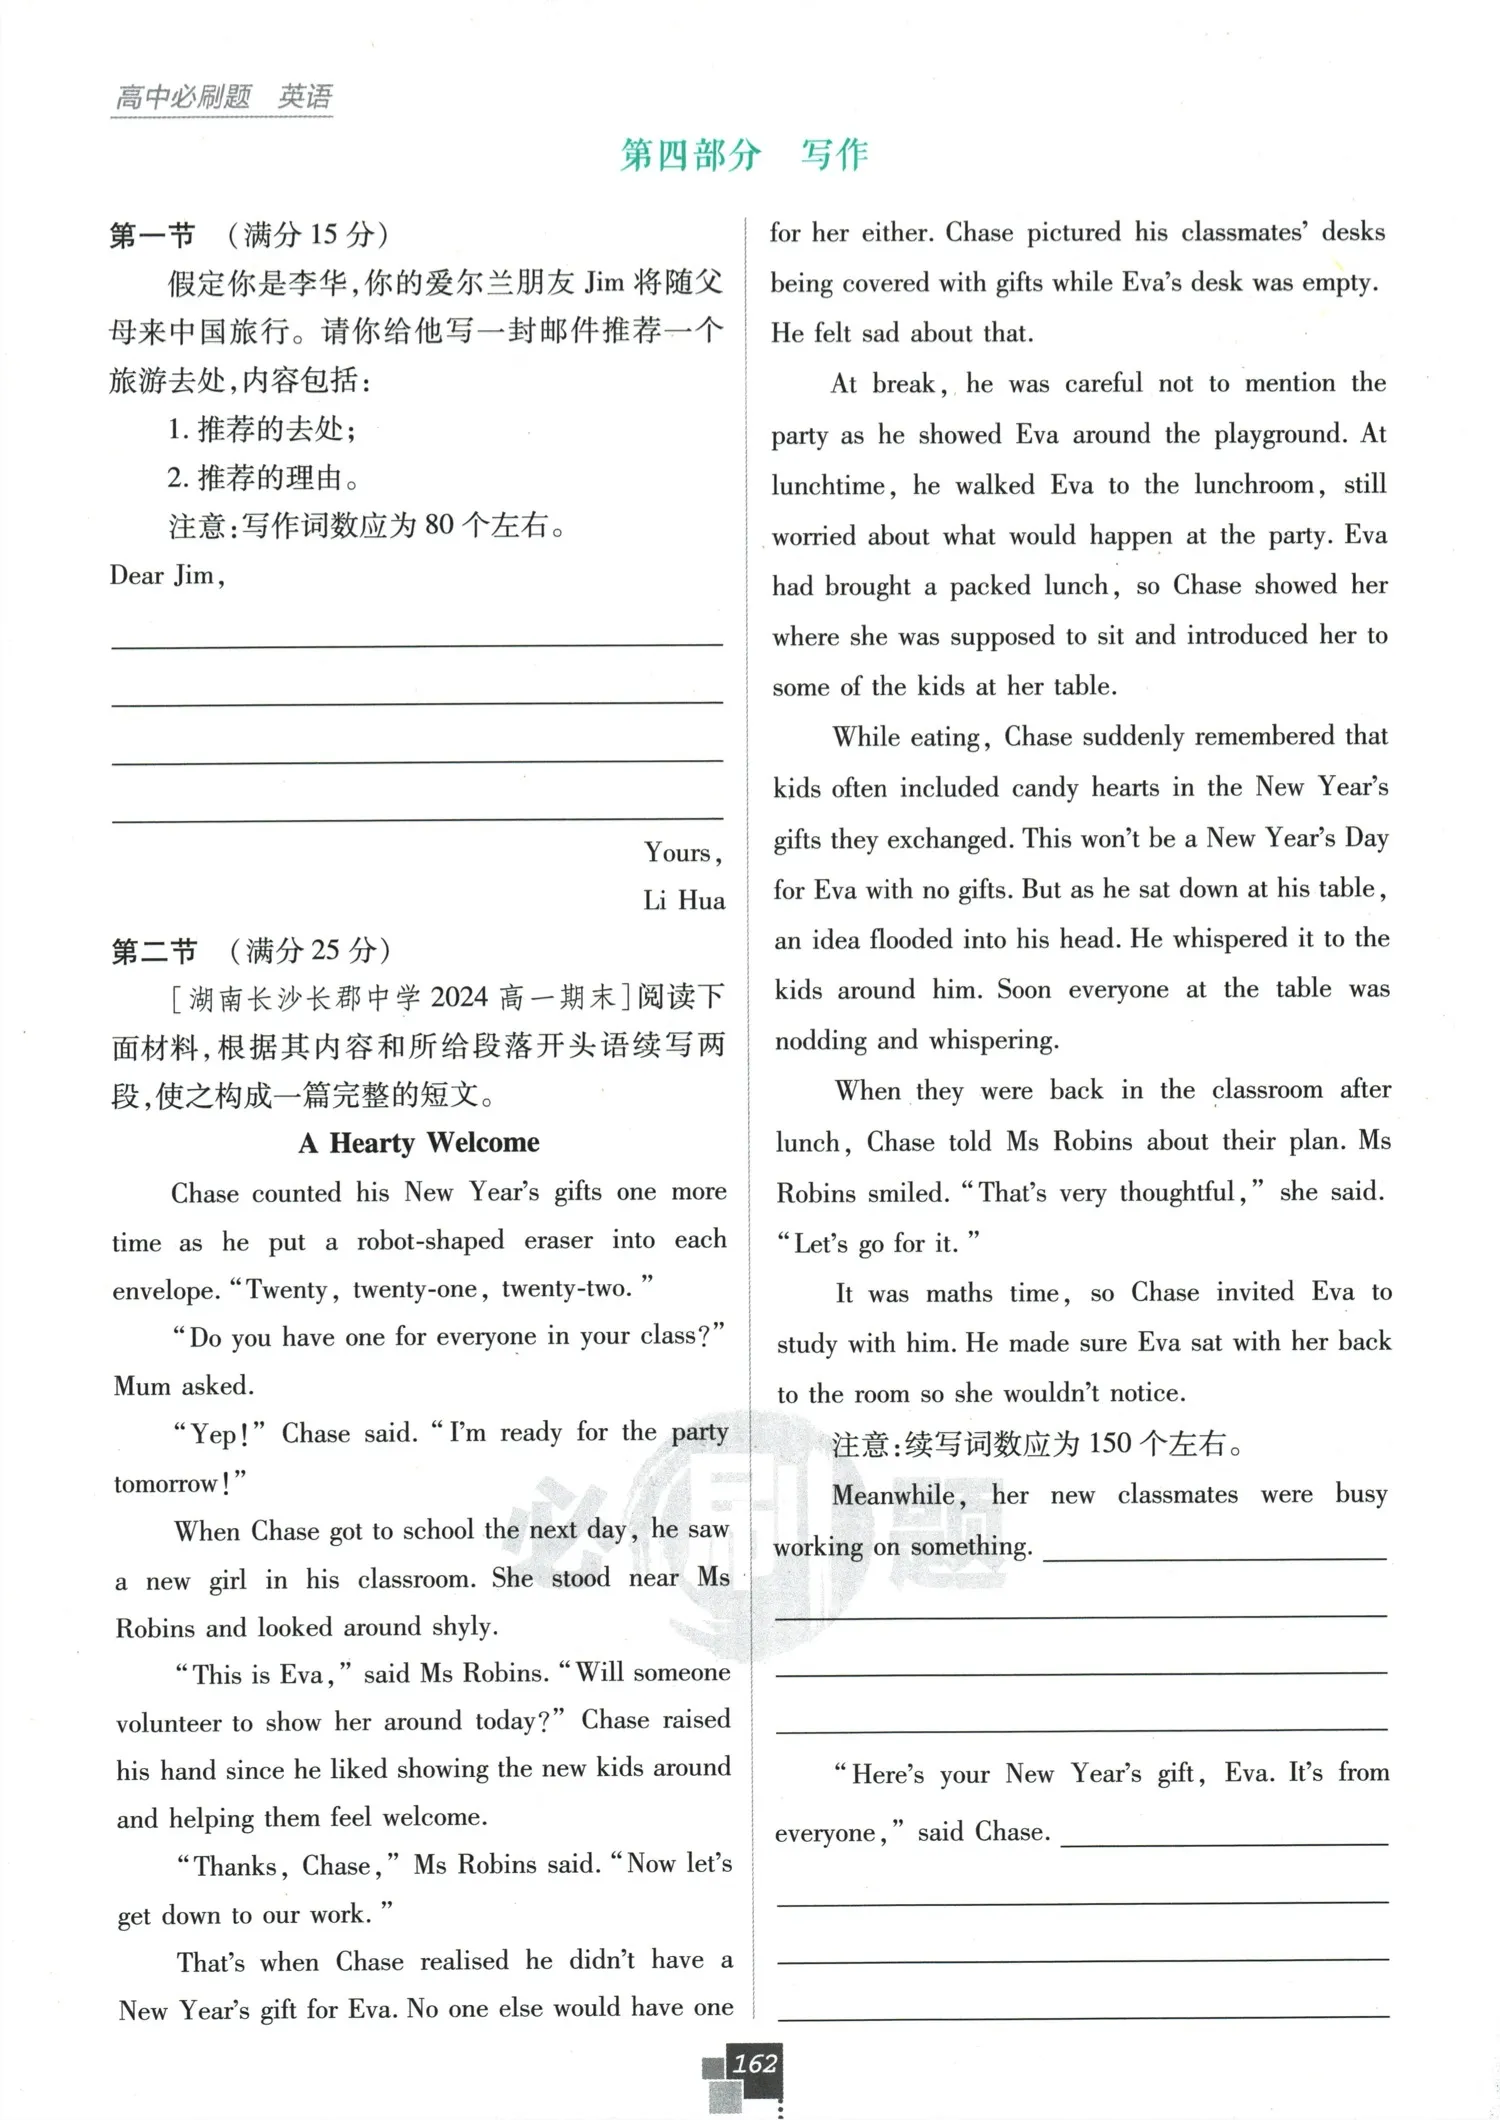 高中必刷题 英语
第四部分 写作
第一节 (满分 15 分)
假定你是李华,你的爱尔兰朋友 Jim 将随父
母来中国旅行。请你给他写一封邮件推荐一个
旅游去处,内容包括:
1. 推荐的去处;
2. 推荐的理由。
注意:写作词数应为 80 个左右。
Dear Jim,
Yours,
Li Hua
第二节 (满分 25 分)
[湖南长沙长郡中学 2024 高一期末]阅读下
面材料,根据其内容和所给段落开头语续写两
段,使之构成一篇完整的短文。
A Hearty Welcome
Chase counted his New Year's gifts one more
time as he put a robot-shaped eraser into each
envelope. “Twenty, twenty-one, twenty-two. ”
“Do you have one for everyone in your class?”
Mum asked.
“Yep!” Chase said. “I'm ready for the party
tomorrow!”
When Chase got to school the next day, he saw
a new girl in his classroom. She stood near Ms
Robins and looked around shyly.
“This is Eva,” said Ms Robins. “Will someone
volunteer to show her around today?” Chase raised
his hand since he liked showing the new kids around
and helping them feel welcome.
“Thanks, Chase,” Ms Robins said. “Now let's
get down to our work. ”
That's when Chase realised he didn't have a
New Year's gift for Eva. No one else would have one
for her either. Chase pictured his classmates' desks
being covered with gifts while Eva's desk was empty.
He felt sad about that.
At break, he was careful not to mention the
party as he showed Eva around the playground. At
lunchtime, he walked Eva to the lunchroom, still
worried about what would happen at the party. Eva
had brought a packed lunch, so Chase showed her
where she was supposed to sit and introduced her to
some of the kids at her table.
While eating, Chase suddenly remembered that
kids often included candy hearts in the New Year's
gifts they exchanged. This won't be a New Year's Day
for Eva with no gifts. But as he sat down at his table,
an idea flooded into his head. He whispered it to the
kids around him. Soon everyone at the table was
nodding and whispering.
When they were back in the classroom after
lunch, Chase told Ms Robins about their plan. Ms
Robins smiled. “That's very thoughtful,” she said.
“Let's go for it. ”
It was maths time, so Chase invited Eva to
study with him. He made sure Eva sat with her back
to the room so she wouldn't notice.
注意:续写词数应为 150 个左右。
Meanwhile, her new classmates were busy
working on something.
“Here's your New Year's gift, Eva. It's from
everyone,” said Chase.
必刷题
162